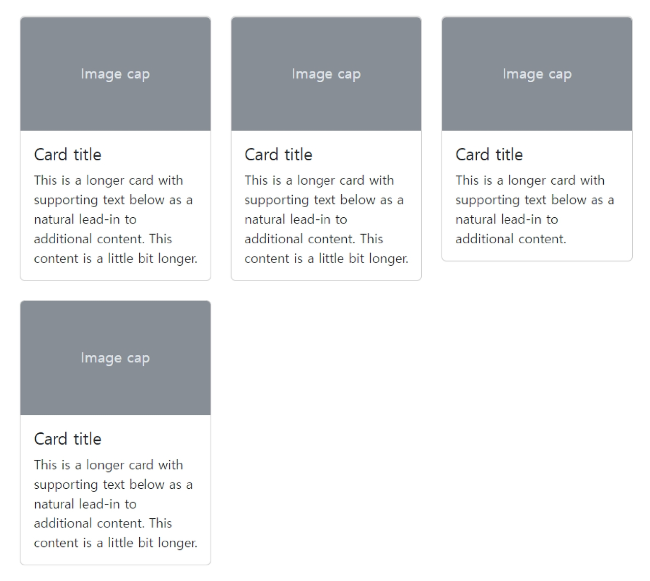 Image cap
Card title
This is a longer card with
supporting text below as a
natural lead-in to
additional content. This
content is a little bit longer.
Image cap
Card title
This is a longer card with
supporting text below as a
natural lead-in to
additional content. This
content is a little bit longer.
Image cap
Card title
This is a longer card with
supporting text below as a
natural lead-in to
additional content.
Image cap
Card title
This is a longer card with
supporting text below as a
natural lead-in to
additional content. This
content is a little bit longer.